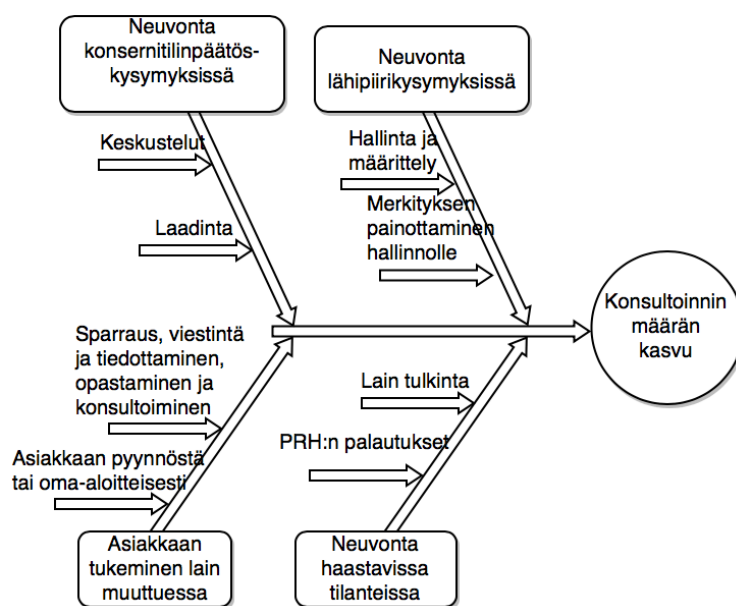 Neuvonta
konsernitilinpäätös-
kysymyksissä
Neuvonta
lähipiirikysymyksissä
Keskustelut
Laadinta
Hallinta ja
määrittely
Merkityksen
painottaminen
hallinnolle
Konsultoinnin
määrän
kasvu
Sparraus, viestintä
ja tiedottaminen,
opastaminen ja
konsultoiminen
Asiakkaan pyynnöstä
tai oma-aloitteisesti
Lain tulkinta
PRH:n palautukset
Asiakkaan
tukeminen lain
muuttuessa
Neuvonta
haastavissa
tilanteissa